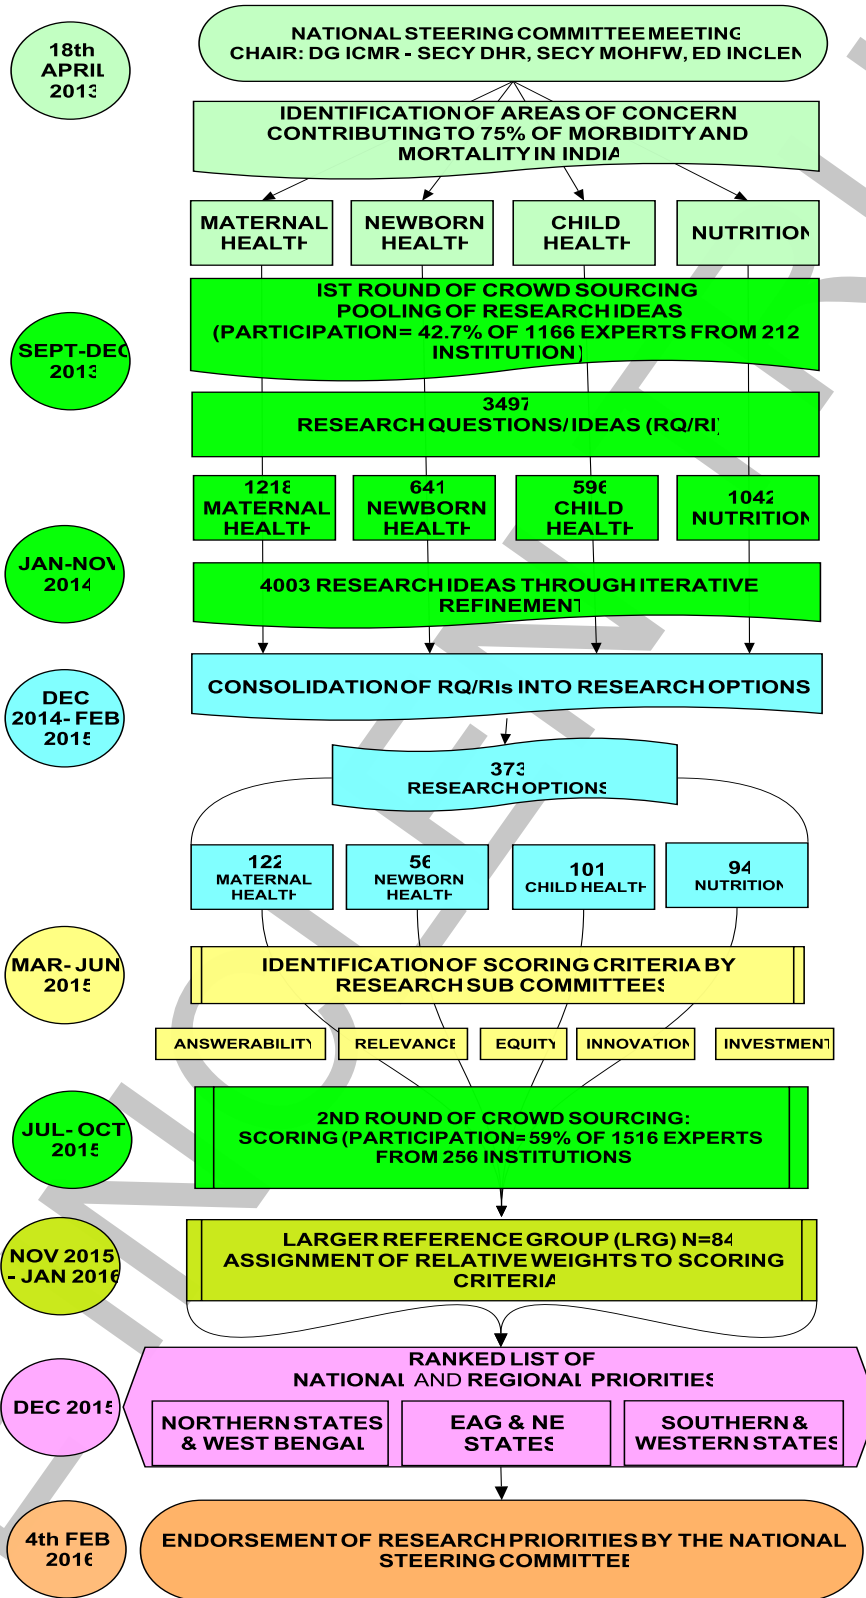 18th
APRIL
2013
NATIONAL STEERING COMMITTEE MEETING
CHAIR: DG ICMR - SECY DHR, SECY MOHFW, ED INCLEN
IDENTIFICATION OF AREAS OF CONCERN
CONTRIBUTING TO 75% OF MORBIDITY AND
MORTALITY IN INDIA
MATERNAL
HEALTH
NEWBORN
HEALTH
CHILD
HEALTH
NUTRITION
SEPT-DEC
2013
IST ROUND OF CROWD SOURCING
POOLING OF RESEARCH IDEAS
(PARTICIPATION= 42.7% OF 1166 EXPERTS FROM 212
INSTITUTION)
3497
RESEARCH QUESTIONS/ IDEAS (RQ/RI)
1218
MATERNAL
HEALTH
641
NEWBORN
HEALTH
596
CHILD
HEALTH
1042
NUTRITION
JAN-NOV
2014
4003 RESEARCH IDEAS THROUGH ITERATIVE
REFINEMENT
DEC
2014- FEB
2015
CONSOLIDATION OF RQ/RIs INTO RESEARCH OPTIONS
373
RESEARCH OPTIONS
122
MATERNAL
HEALTH
56
NEWBORN
HEALTH
101
CHILD HEALTH
94
NUTRITION
MAR- JUN
2015
IDENTIFICATION OF SCORING CRITERIA BY
RESEARCH SUB COMMITTEES
ANSWERABILITY
RELEVANCE
EQUITY
INNOVATION
INVESTMENT
JUL- OCT
2015
2ND ROUND OF CROWD SOURCING:
SCORING (PARTICIPATION= 59% OF 1516 EXPERTS
FROM 256 INSTITUTIONS
NOV 2015
- JAN 2016
LARGER REFERENCE GROUP (LRG) N=84
ASSIGNMENT OF RELATIVE WEIGHTS TO SCORING
CRITERIA
DEC 2015
RANKED LIST OF
NATIONAL AND REGIONAL PRIORITIES
NORTHERN STATES
& WEST BENGAL
EAG & NE
STATES
SOUTHERN &
WESTERN STATES
4th FEB
2016
ENDORSEMENT OF RESEARCH PRIORITIES BY THE NATIONAL
STEERING COMMITTEE